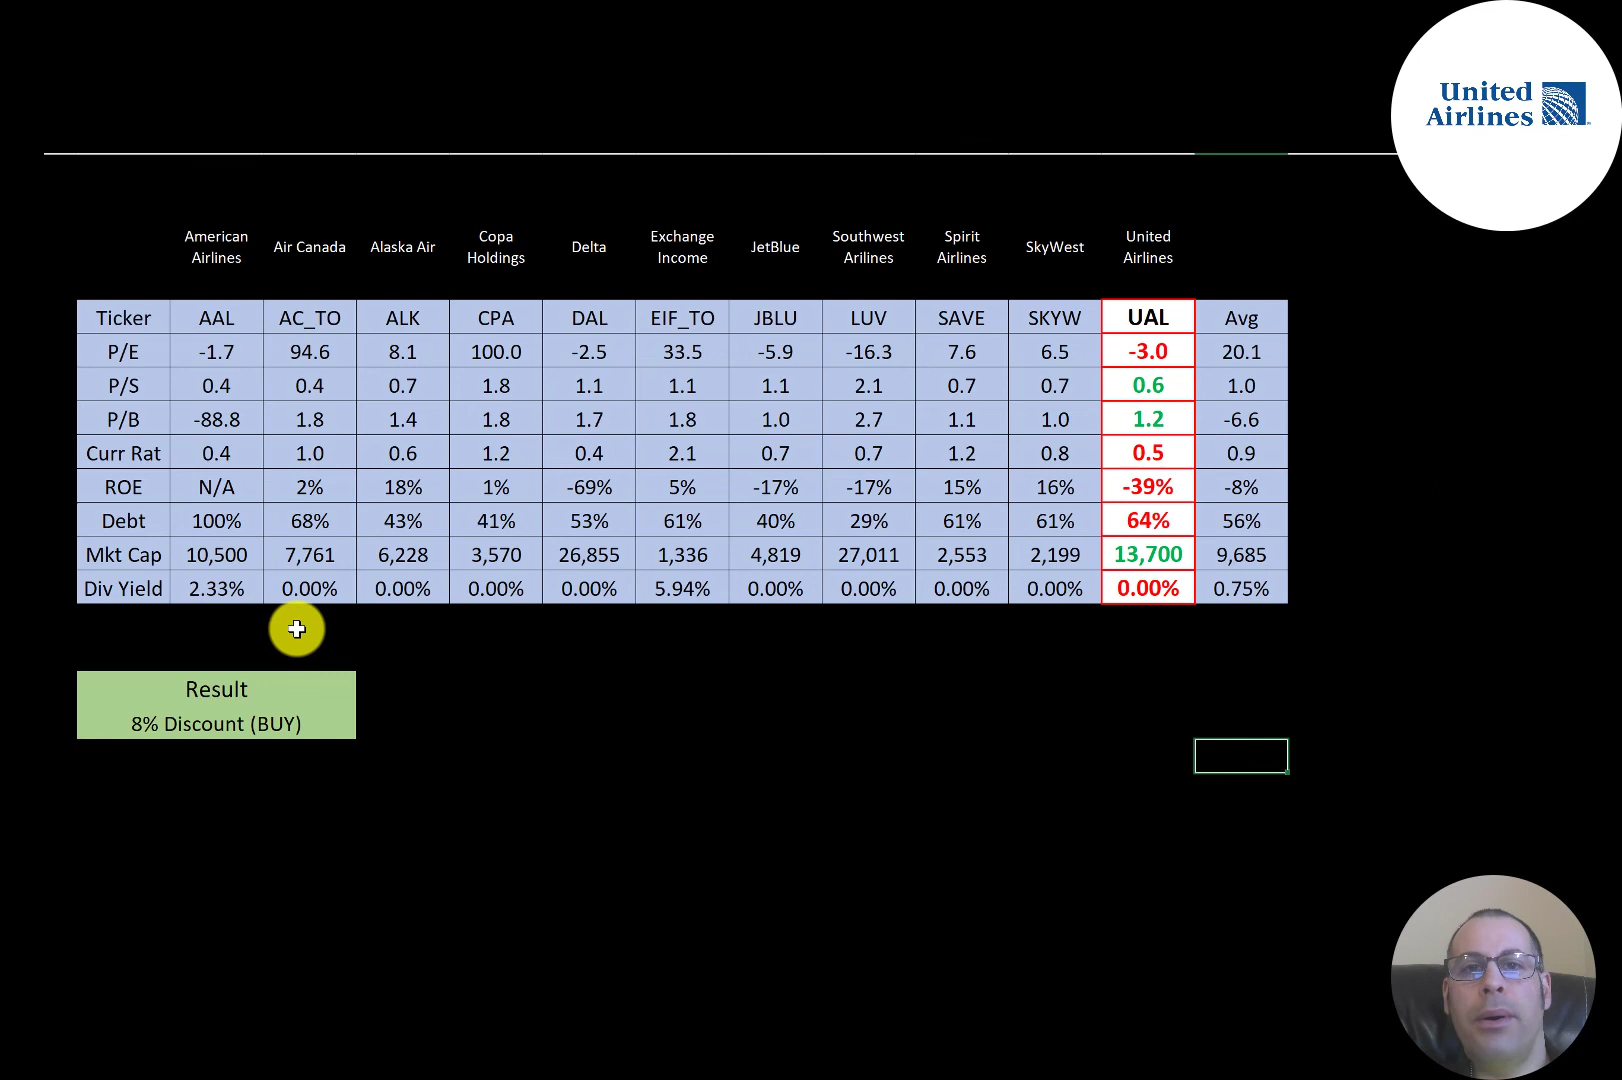 United
Airlines
American Airlines Air Canada Alaska Air Copa Holdings Delta Exchange Income JetBlue Southwest Arilines Spirit Airlines SkyWest United Airlines
Ticker AAL AC_TO ALK CPA DAL EIF_TO JBLU LUV SAVE SKYW UAL Avg
P/E -1.7 94.6 8.1 100.0 -2.5 33.5 -5.9 -16.3 7.6 6.5 -3.0 20.1
P/S 0.4 0.4 0.7 1.8 1.1 1.1 1.1 2.1 0.7 0.7 0.6 1.0
P/B -88.8 1.8 1.4 1.8 1.7 1.8 1.0 2.7 1.1 1.0 1.2 -6.6
Curr Rat 0.4 1.0 0.6 1.2 0.4 2.1 0.7 0.7 1.2 0.8 0.5 0.9
ROE N/A 2% 18% 1% -69% 5% -17% -17% 15% 16% -39% -8%
Debt 100% 68% 43% 41% 53% 61% 40% 29% 61% 61% 64% 56%
Mkt Cap 10,500 7,761 6,228 3,570 26,855 1,336 4,819 27,011 2,553 2,199 13,700 9,685
Div Yield 2.33% 0.00% 0.00% 0.00% 0.00% 5.94% 0.00% 0.00% 0.00% 0.00% 0.00% 0.75%
Result
8% Discount (BUY)